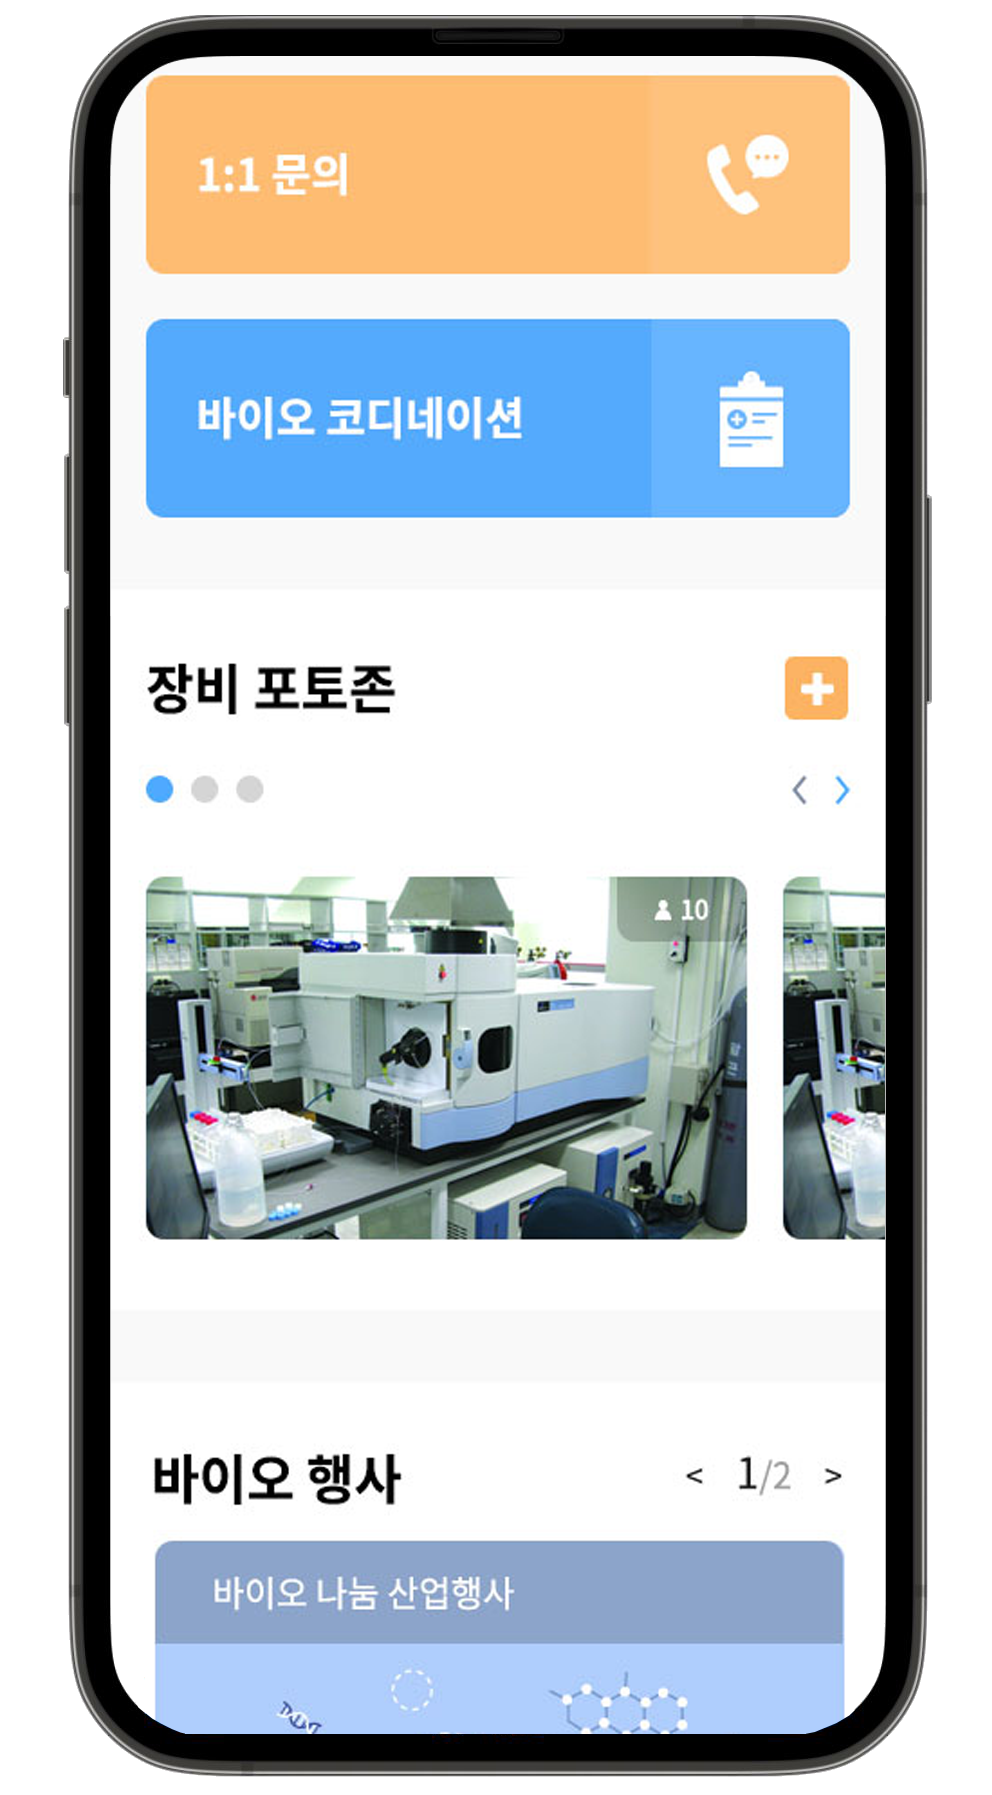 1:1 문의
바이오 코디네이션
장비 포토존
10
바이오 행사
< 1/2 >
바이오 나눔 산업행사